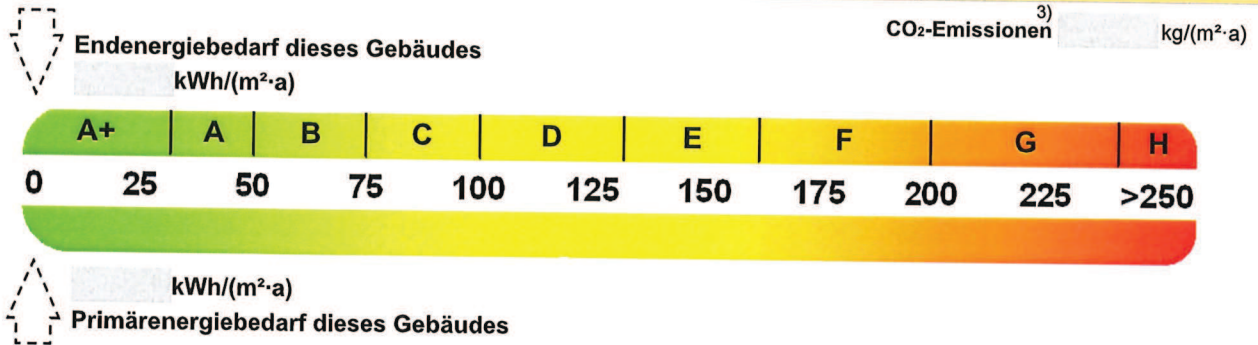 Endenergiebedarf dieses Gebäudes
kWh/(m²·a)
CO₂-Emissionen ³⁾ kg/(m²·a)
A+ A B C D E F G H
0 25 50 75 100 125 150 175 200 225 >250
kWh/(m²·a)
Primärenergiebedarf dieses Gebäudes